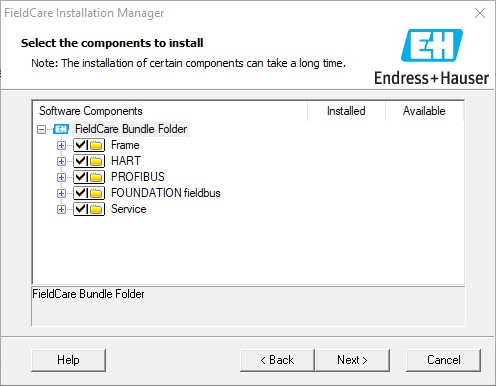 FieldCare Installation Manager
Select the components to install
Note: The installation of certain components can take a long time.
EH
Endress+Hauser
Software Components Installed Available
EH FieldCare Bundle Folder
Frame
HART
PROFIBUS
FOUNDATION fieldbus
Service
FieldCare Bundle Folder
Help < Back Next > Cancel